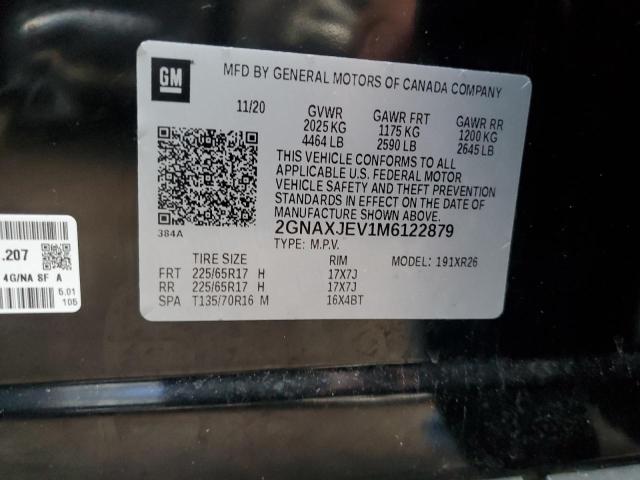 GM
MFD BY GENERAL MOTORS OF CANADA COMPANY
11/20 GVWR GAWR FRT GAWR RR
2025 KG 1175 KG 1200 KG
4464 LB 2590 LB 2645 LB
THIS VEHICLE CONFORMS TO ALL
APPLICABLE U.S. FEDERAL MOTOR
VEHICLE SAFETY AND THEFT PREVENTION
STANDARDS IN EFFECT ON THE DATE OF
MANUFACTURE SHOWN ABOVE.
384A 2GNAXJEV1M6122879
TYPE: M.P.V.
TIRE SIZE RIM MODEL: 191XR26
FRT 225/65R17 H 17X7J
RR 225/65R17 H 17X7J
SPA T135/70R16 M 16X4BT
.207
4G/NA SF A
5.01
105